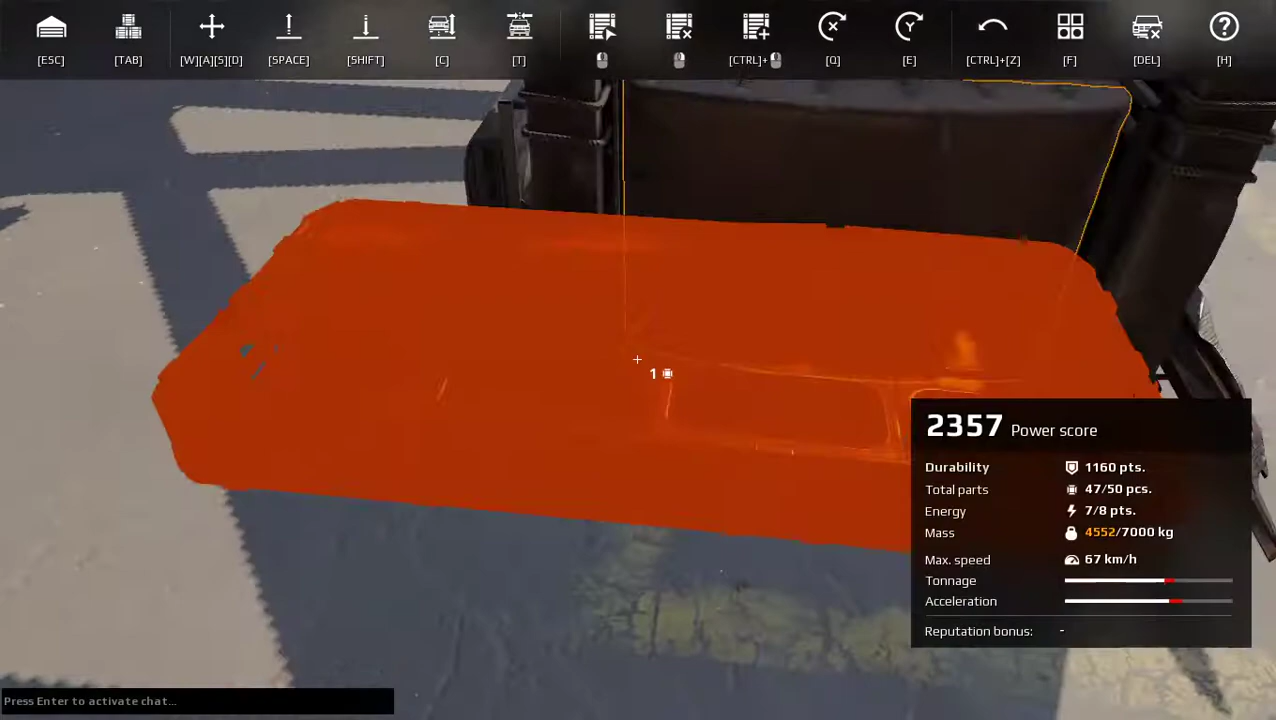 [ESC] [TAB] [W][A][S][D] [SPACE] [SHIFT] [C] [T] [CTRL]+ [Q] [E] [CTRL]+[Z] [F] [DEL] [H]
1
2357 Power score
Durability 1160 pts.
Total parts 47/50 pcs.
Energy 7/8 pts.
Mass 4552/7000 kg
Max. speed 67 km/h
Tonnage
Acceleration
Reputation bonus: -
Press Enter to activate chat...